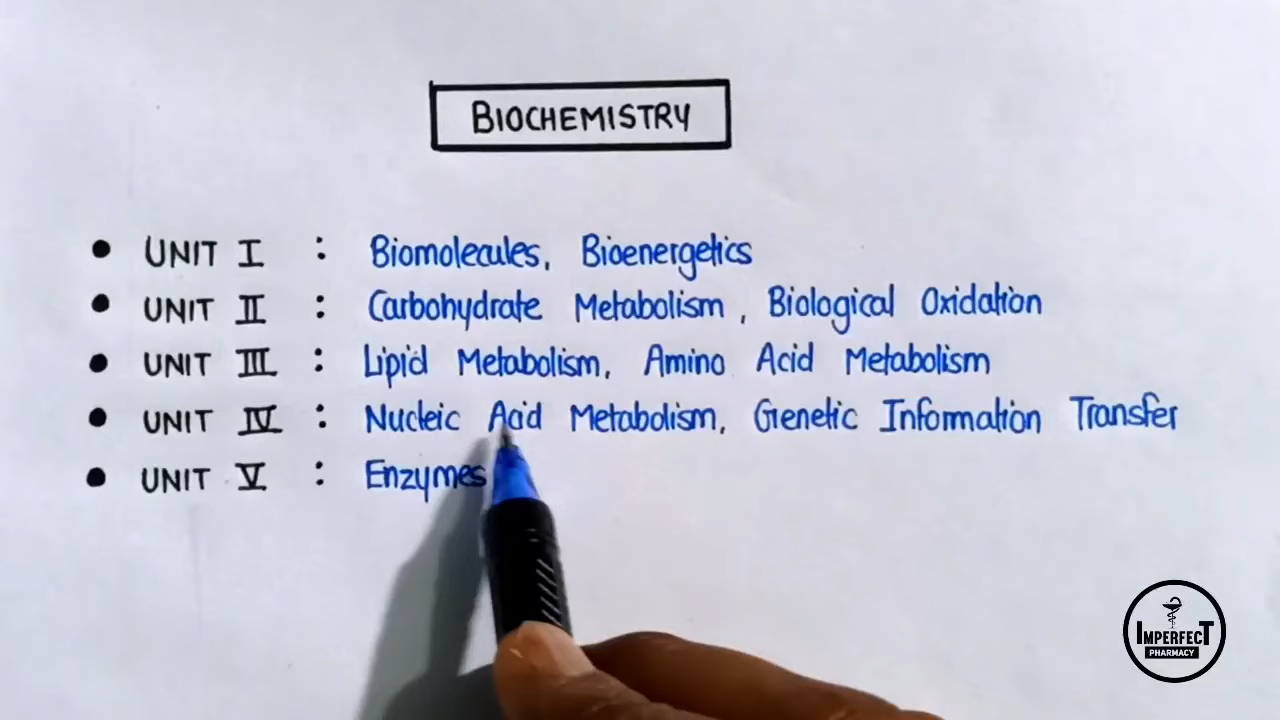 BIOCHEMISTRY
• UNIT I : Biomolecules, Bioenergetics
• UNIT II : Carbohydrate Metabolism, Biological Oxidation
• UNIT III : Lipid Metabolism, Amino Acid Metabolism
• UNIT IV : Nucleic Acid Metabolism, Genetic Information Transfer
• UNIT V : Enzymes
IMPERFECT
PHARMACY